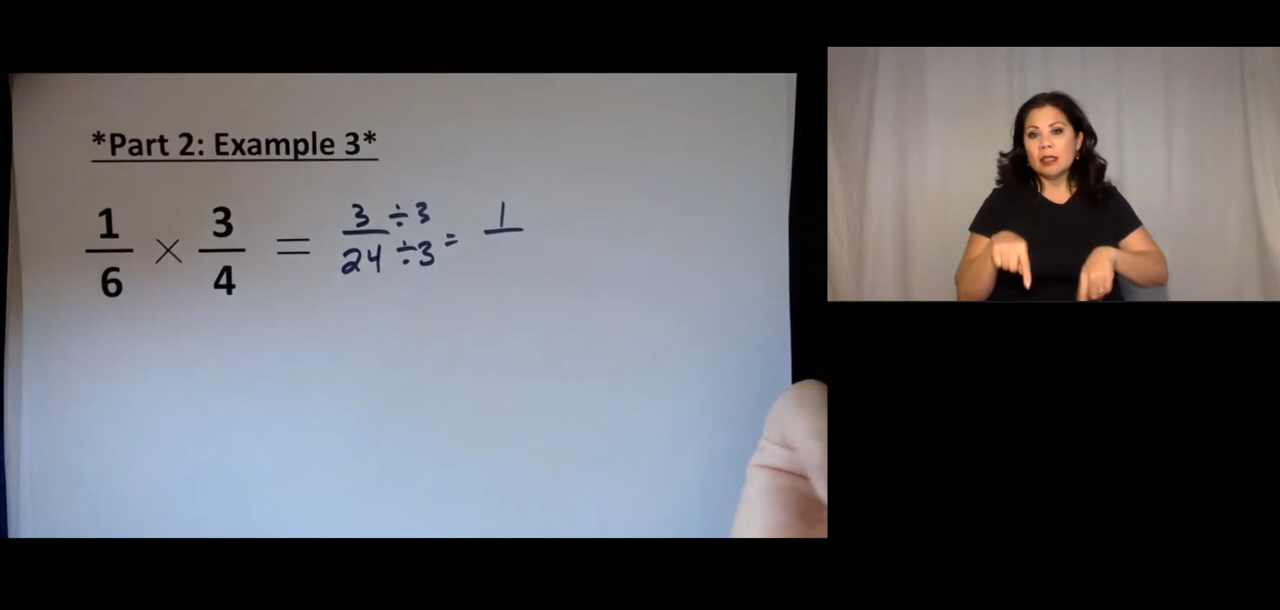 *Part 2: Example 3*
1/6 × 3/4 = 3/24 ÷3/÷3 = 1/